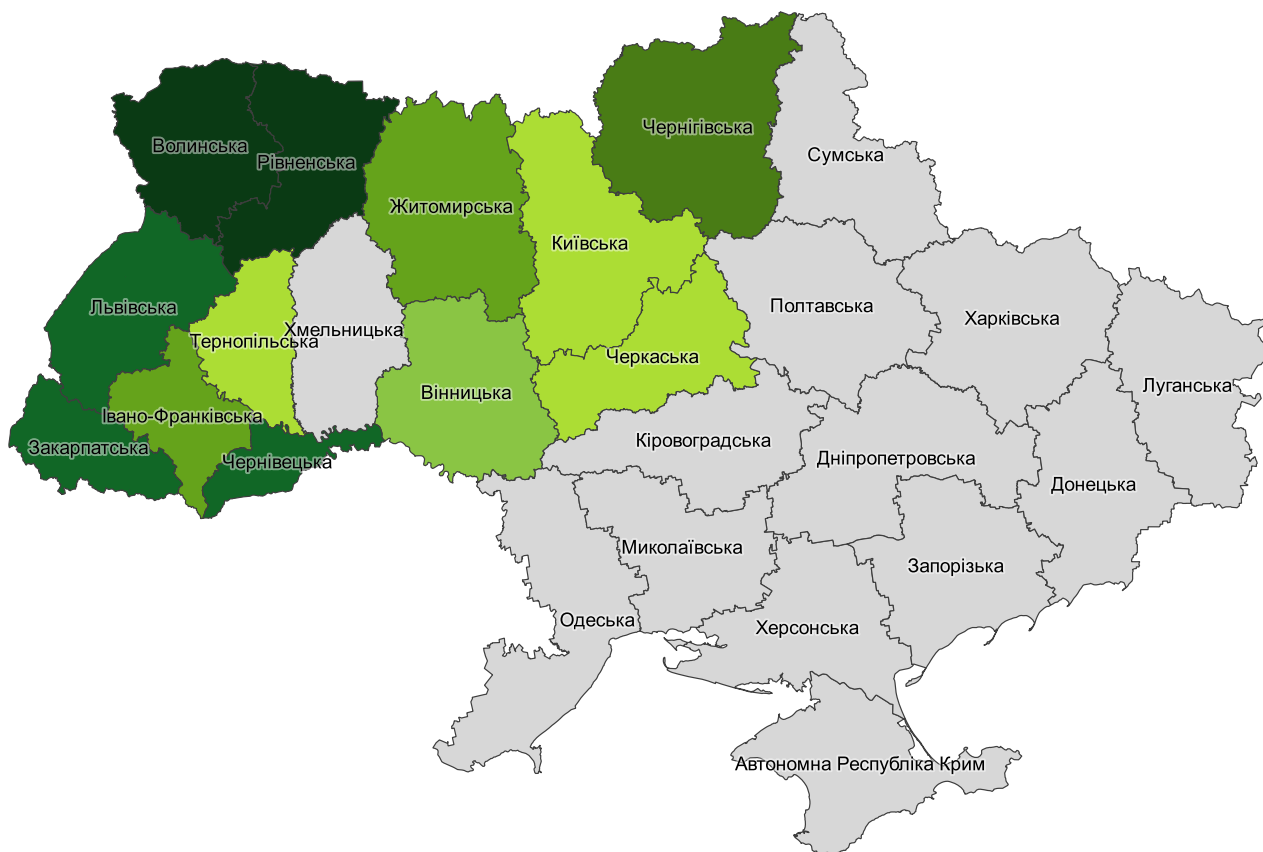 Чернігівська
Волинська
Рівненська
Сумська
Житомирська
Київська
Львівська
Полтавська
Харківська
Хмельницька
Тернопільська
Черкаська
Луганська
Вінницька
Івано-Франківська
Кіровоградська
Закарпатська
Чернівецька
Дніпропетровська
Донецька
Миколаївська
Запорізька
Одеська
Херсонська
Автономна Республіка Крим